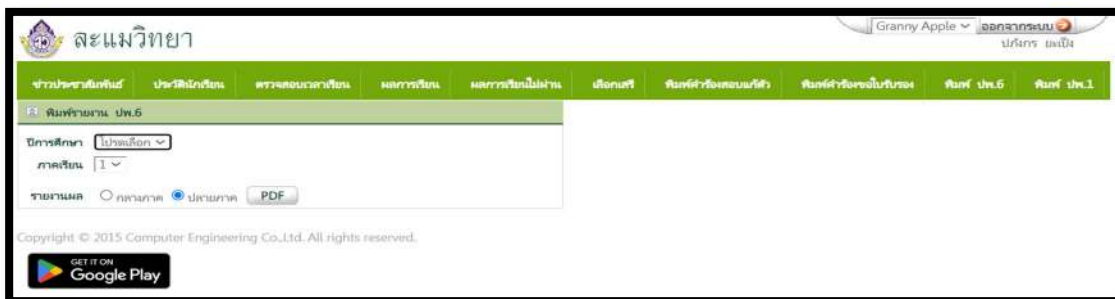 สะแมวิทยา
Granny Apple ออกจากระบบ
ปภังกร ยะเป็ง
ข่าวประชาสัมพันธ์ ประวัตินักเรียน ตรวจสอบเวลาเรียน ผลการเรียน ผลการเรียนไม่ผ่าน เลือกเสรี พิมพ์คำร้องสอบแก้ตัว พิมพ์คำร้องขอใบรับรอง พิมพ์ ปพ.6 พิมพ์ ปพ.1
พิมพ์รายงาน ปพ.6
ปีการศึกษา โปรดเลือก
ภาคเรียน 1
รายงานผล กลางภาค ปลายภาค PDF
Copyright © 2015 Computer Engineering Co.,Ltd. All rights reserved.
GET IT ON
Google Play